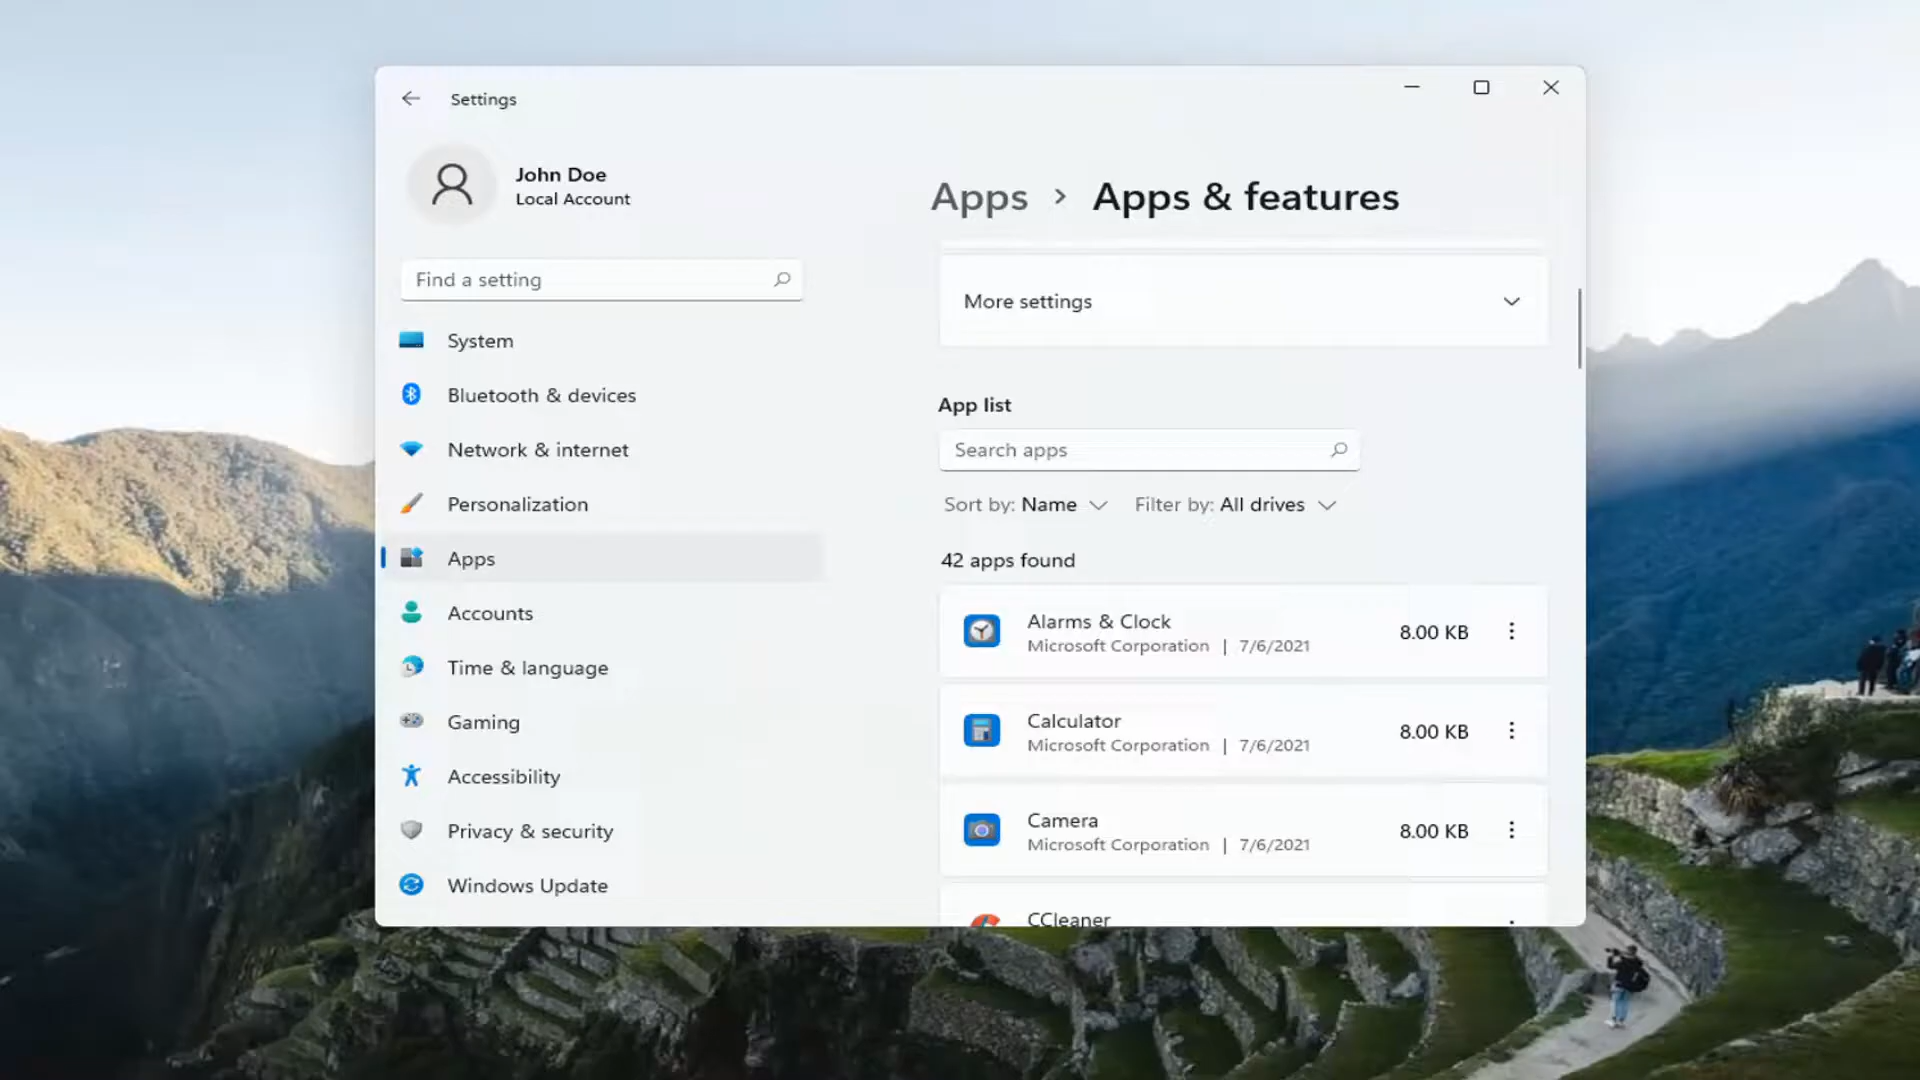 Settings
John Doe
Local Account
Find a setting
System
Bluetooth & devices
Network & internet
Personalization
Apps
Accounts
Time & language
Gaming
Accessibility
Privacy & security
Windows Update
Apps > Apps & features
More settings
App list
Search apps
Sort by: Name Filter by: All drives
42 apps found
Alarms & Clock
Microsoft Corporation | 7/6/2021
8.00 KB
Calculator
Microsoft Corporation | 7/6/2021
8.00 KB
Camera
Microsoft Corporation | 7/6/2021
8.00 KB
CCleaner